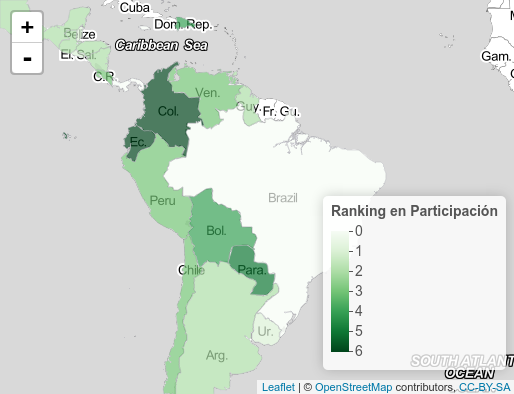 +
-
Cuba
Dom. Rep.
Belize
Caribbean Sea
El. Sal.
C.R.
Ven.
Col.
Guy.
Fr. Gu.
Gam.
Ec.
Peru
Brazil
Bol.
Chile
Para.
Ur.
Arg.
Ranking en Participación
0
1
2
3
4
5
6
SOUTH ATLANT
OCEAN
Leaflet | © OpenStreetMap contributors, CC-BY-SA